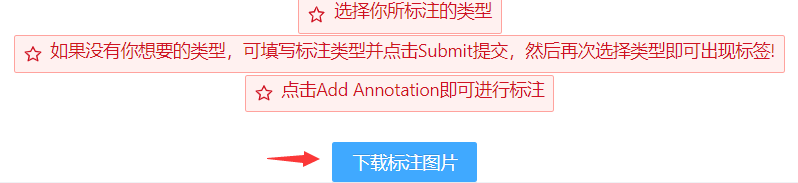 选择你所标注的类型
如果没有你想要的类型，可填写标注类型并点击Submit提交，然后再次选择类型即可出现标签!
点击Add Annotation即可进行标注
下载标注图片